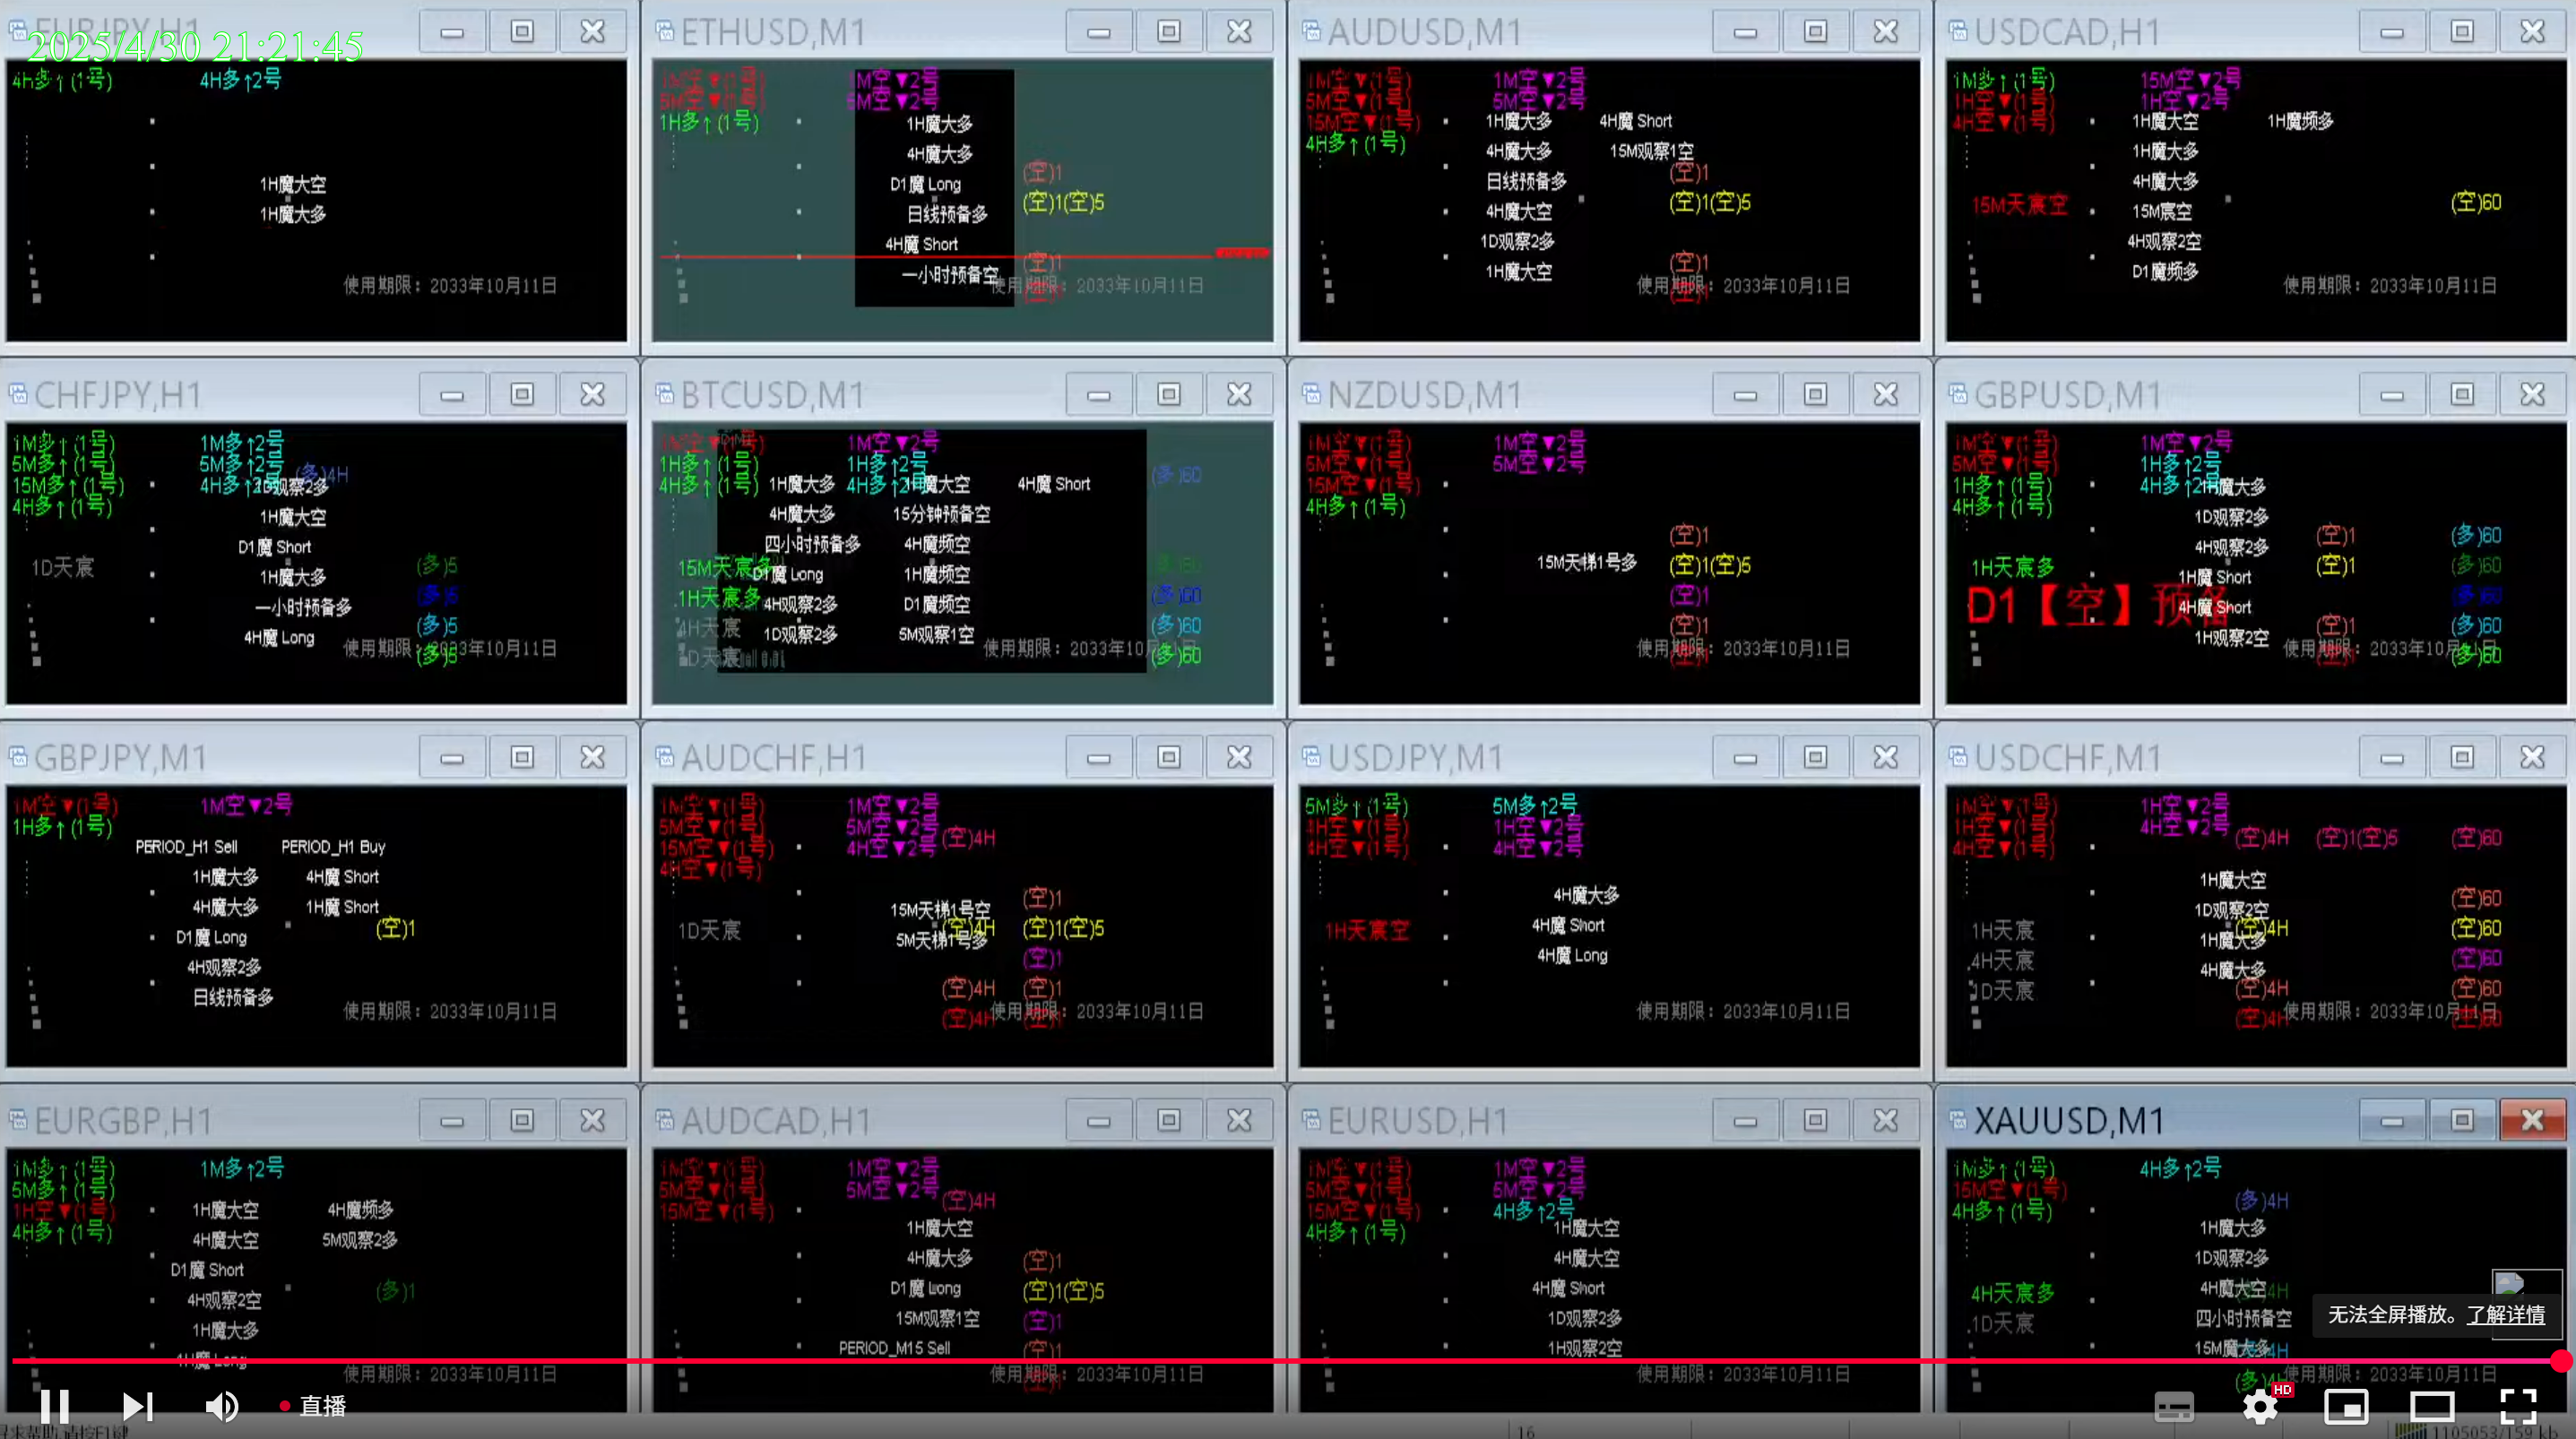 EURJPY,H1
2025/4/30 21:21:45
4H多↑(1号) 4H多↑2号
1H魔大空
1H魔大多
使用期限：2033年10月11日
ETHUSD,M1
1M空▼(1号) 1M空▼2号
5M空▼(1号) 5M空▼2号
1H多↑(1号) 1H魔大多
4H魔大多
(空)1
D1魔 Long
(空)1(空)5
日线预备多
4H魔 Short
(空)1
一小时预备空
使用期限：2033年10月11日
AUDUSD,M1
1M空▼(1号) 1M空▼2号
5M空▼(1号) 5M空▼2号
15M空▼(1号) 1H魔大多 4H魔 Short
4H多↑(1号) 4H魔大多 15M观察1空
(空)1
日线预备多
(空)1(空)5
4H魔大空
1D观察2多
(空)1
1H魔大空
使用期限：2033年10月11日
USDCAD,H1
1M多↑(1号) 15M空▼2号
1H空▼(1号) 1H空▼2号
4H空▼(1号) 1H魔大空 1H魔频多
1H魔大多
4H魔大多
15M天宸空 15M宸空 (空)60
4H观察2空
D1魔频多
使用期限：2033年10月11日
CHFJPY,H1
1M多↑(1号) 1M多↑2号
5M多↑(1号) 5M多↑2号 (多)4H
15M多↑(1号) 4H多↑2号 1D观察2多
4H多↑(1号) 1H魔大空
D1魔 Short
1D天宸 1H魔大多 (多)5
(多)5
一小时预备多
(多)5
4H魔 Long
(多)5
使用期限：2033年10月11日
BTCUSD,M1
1M空▼(1号) 1M空▼2号
1H多↑(1号) 1H多↑2号 (多)60
4H多↑(1号) 1H魔大多 4H多↑2号 1H魔大空 4H魔 Short
4H魔大多 15分钟预备空
四小时预备多 4H魔频空
15M天宸多 D1魔 Long 1H魔频空 (多)60
1H天宸多 4H观察2多 D1魔频空 (多)60
4H天宸 1D观察2多 5M观察1空 (多)60
1D天宸 (多)60
使用期限：2033年10月11日
NZDUSD,M1
1M空▼(1号) 1M空▼2号
5M空▼(1号) 5M空▼2号
15M空▼(1号)
4H多↑(1号)
(空)1
15M天梯1号多 (空)1(空)5
(空)1
(空)1
使用期限：2033年10月11日
GBPUSD,M1
1M空▼(1号) 1M空▼2号
5M空▼(1号) 1H多↑2号
1H多↑(1号) 4H多↑2号 1H魔大多
4H多↑(1号) 1D观察2多
4H观察2多 (空)1 (多)60
1H天宸多 1H魔 Short (空)1 (多)60
D1【空】预备 4H魔 Short (多)60
1H观察2空 (空)1 (多)60
(多)60
使用期限：2033年10月11日
GBPJPY,M1
1M空▼(1号) 1M空▼2号
1H多↑(1号)
PERIOD_H1 Sell PERIOD_H1 Buy
1H魔大多 4H魔 Short
4H魔大多 1H魔 Short
D1魔 Long (空)1
4H观察2多
日线预备多
使用期限：2033年10月11日
AUDCHF,H1
1M空▼(1号) 1M空▼2号
5M空▼(1号) 5M空▼2号 (空)4H
15M空▼(1号) 4H空▼2号
4H空▼(1号)
15M天梯1号空 (空)1
1D天宸 (空)4H (空)1(空)5
5M天梯1号多
(空)1
(空)4H (空)1
(空)4H
使用期限：2033年10月11日
USDJPY,M1
5M多↑(1号) 5M多↑2号
1H空▼(1号) 1H空▼2号
4H空▼(1号) 4H空▼2号
4H魔大多
1H天宸空 4H魔 Short
4H魔 Long
使用期限：2033年10月11日
USDCHF,M1
1M空▼(1号) 1H空▼2号
1H空▼(1号) 4H空▼2号 (空)4H (空)1(空)5 (空)60
4H空▼(1号)
1H魔大空
1D观察2空 (空)60
1H天宸 (空)4H (空)60
1H魔大多
4H天宸 4H魔大多 (空)60
1D天宸 (空)4H (空)60
(空)4H (空)60
使用期限：2033年10月11日
EURGBP,H1
1M多↑(1号) 1M多↑2号
5M多↑(1号)
1H空▼(1号) 1H魔大空 4H魔频多
4H多↑(1号) 4H魔大空 5M观察2多
D1魔 Short
4H观察2空 (多)1
1H魔大多
4H魔 Long
使用期限：2033年10月11日
AUDCAD,H1
1M空▼(1号) 1M空▼2号
5M空▼(1号) 5M空▼2号 (空)4H
15M空▼(1号)
1H魔大空
4H魔大多 (空)1
D1魔 Long (空)1(空)5
15M观察1空 (空)1
PERIOD_M15 Sell (空)1
使用期限：2033年10月11日
EURUSD,H1
1M空▼(1号) 1M空▼2号
5M空▼(1号) 5M空▼2号
15M空▼(1号) 4H多↑2号
4H多↑(1号) 1H魔大空
4H魔大空
4H魔 Short
1D观察2多
1H观察2空
使用期限：2033年10月11日
XAUUSD,M1
1M多↑(1号) 4H多↑2号
15M空▼(1号) (多)4H
4H多↑(1号)
1H魔大多
1D观察2多
4H天宸多 4H魔大空
1D天宸 四小时预备空
15M魔大多
(多)4H
使用期限：2033年10月11日
无法全屏播放。了解详情
直播
HD
16
1105053/159 kb